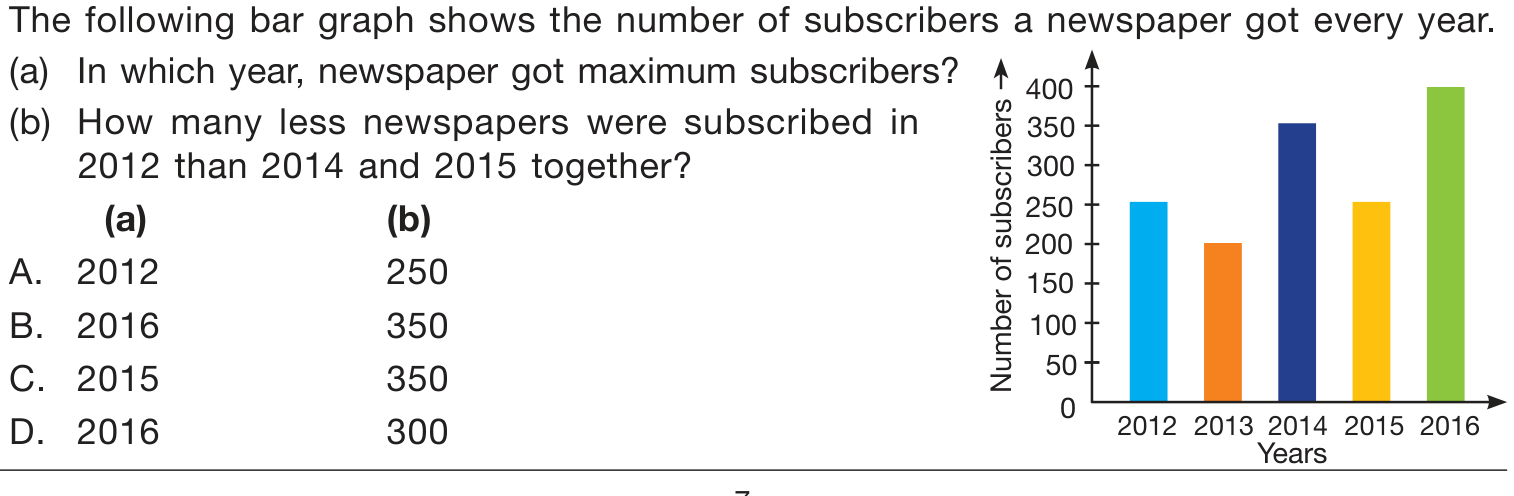 The following bar graph shows the number of subscribers a newspaper got every year.
(a) In which year, newspaper got maximum subscribers?
(b) How many less newspapers were subscribed in
2012 than 2014 and 2015 together?
(a) (b)
A. 2012 250
B. 2016 350
C. 2015 350
D. 2016 300
Number of subscribers
400
350
300
250
200
150
100
50
0
2012 2013 2014 2015 2016
Years